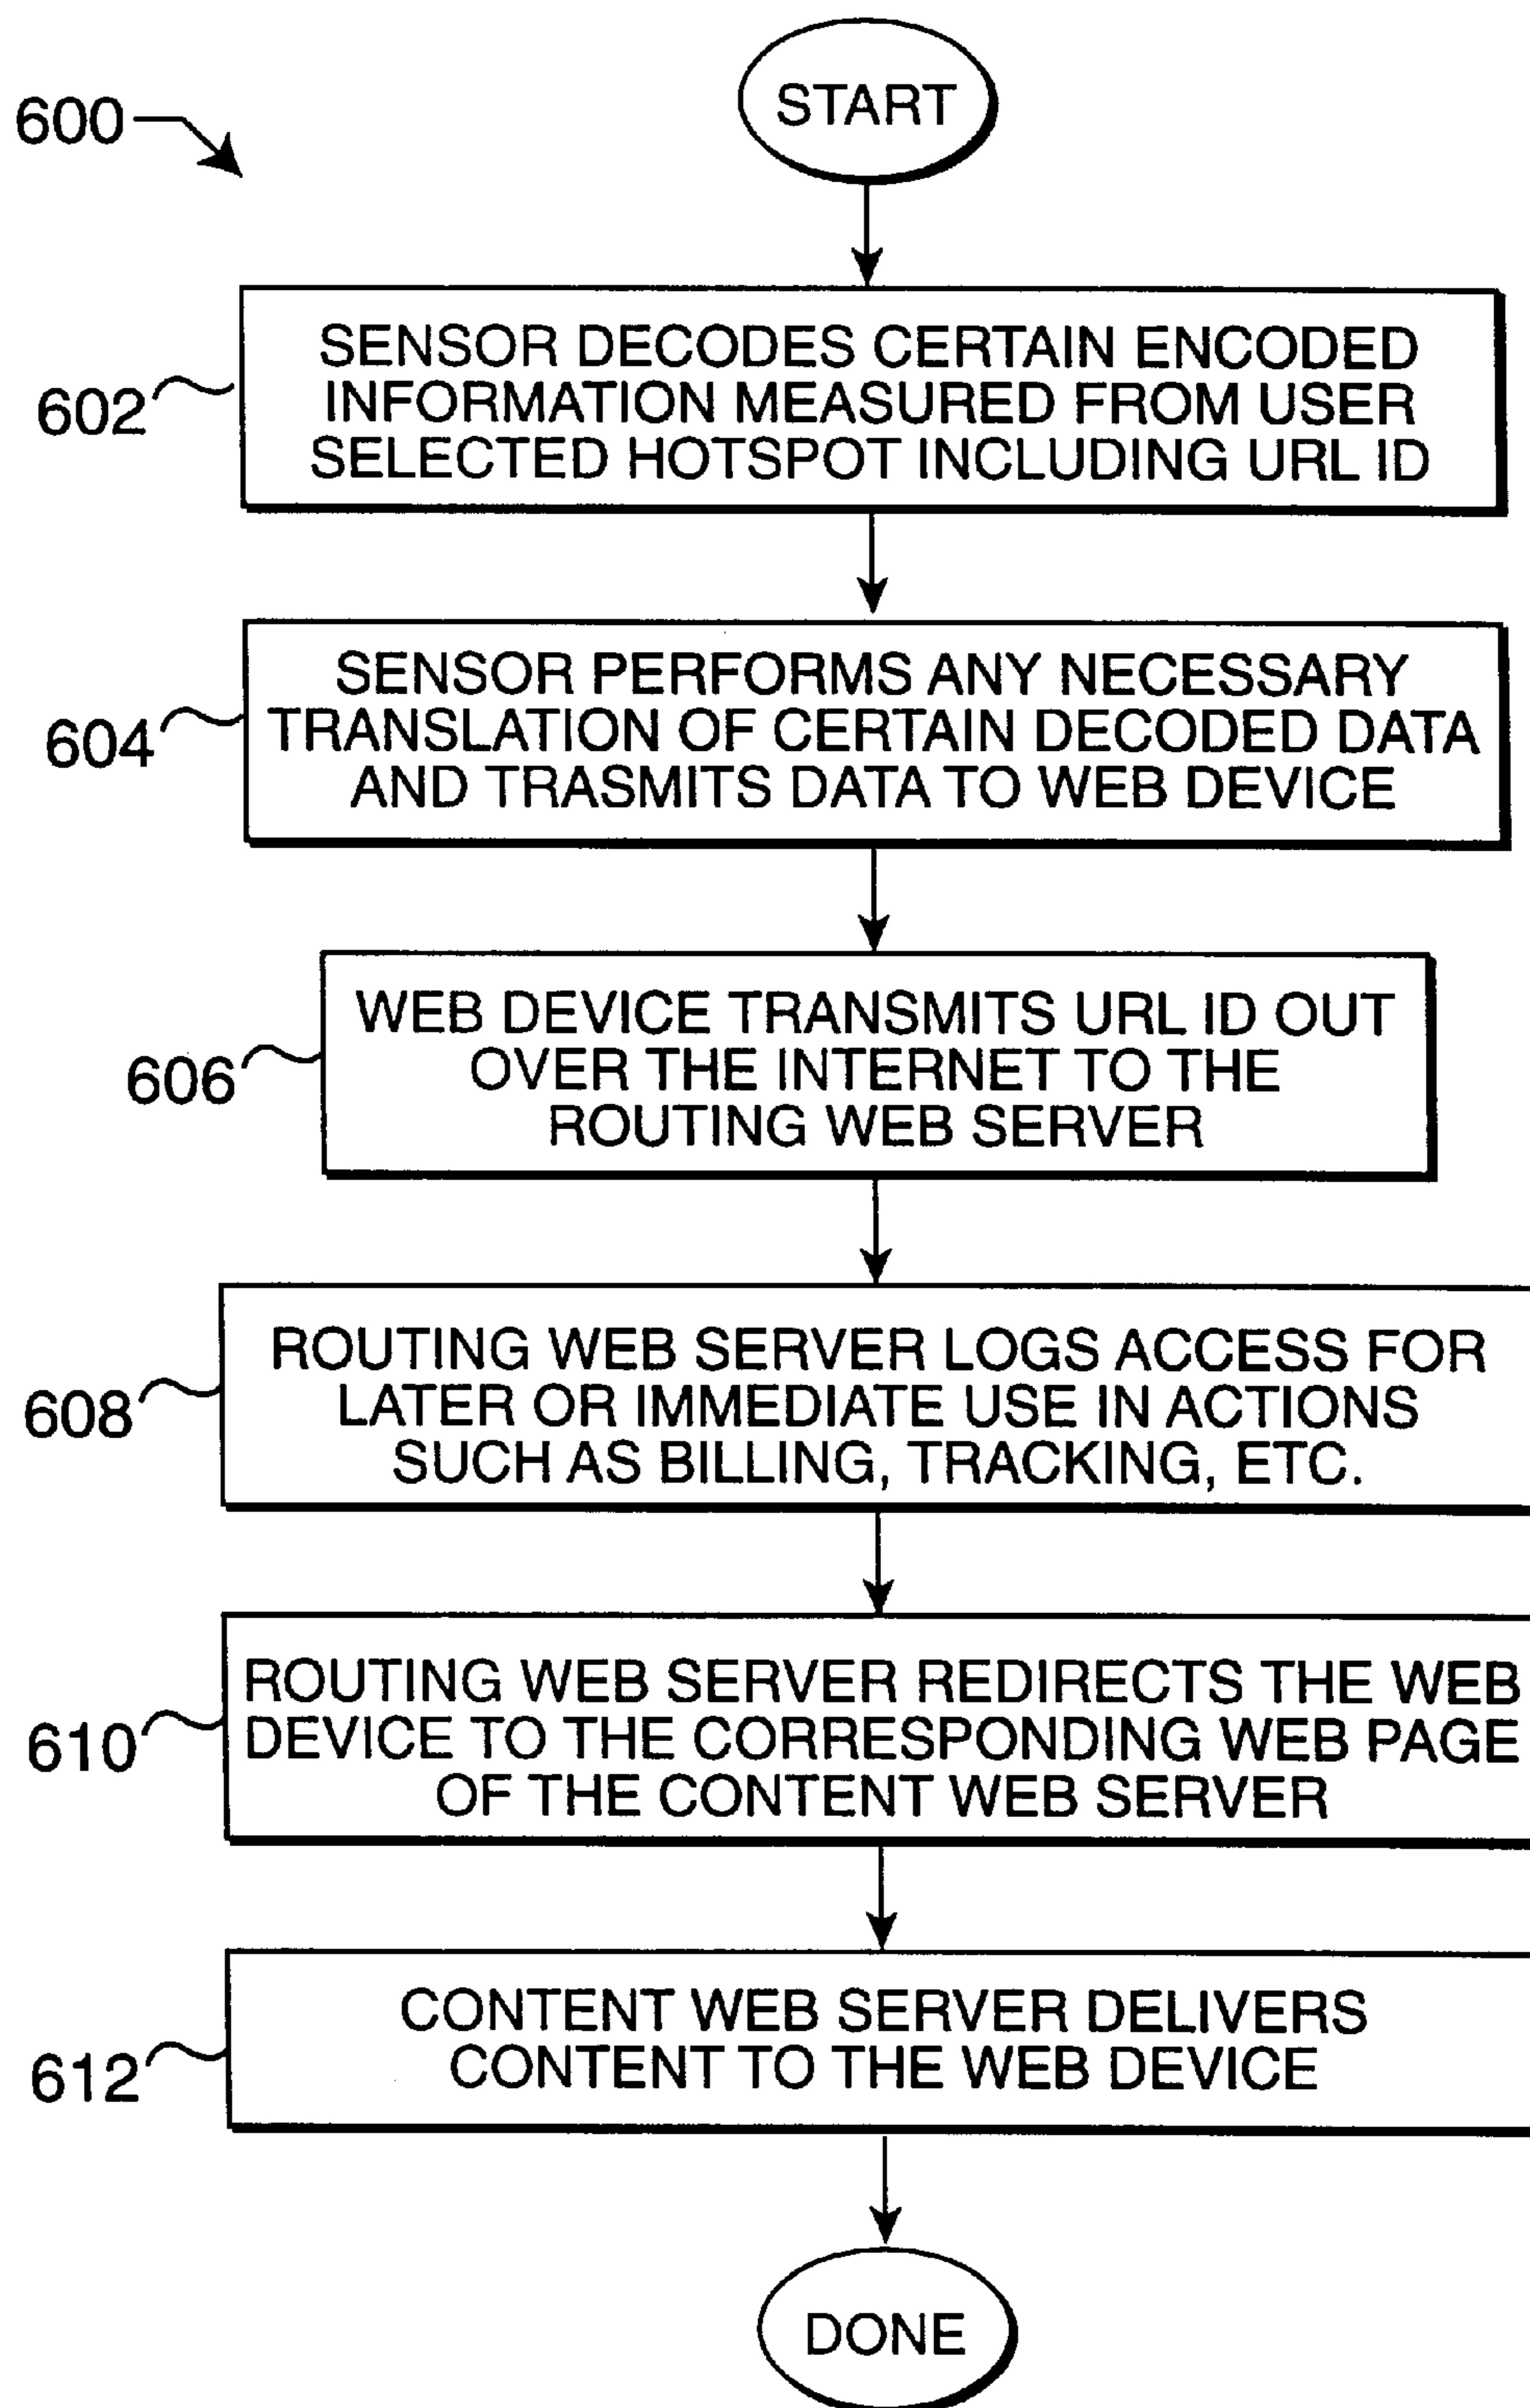 START
600
602
SENSOR DECODES CERTAIN ENCODED
INFORMATION MEASURED FROM USER
SELECTED HOTSPOT INCLUDING URL ID
604
SENSOR PERFORMS ANY NECESSARY
TRANSLATION OF CERTAIN DECODED DATA
AND TRASMITS DATA TO WEB DEVICE
606
WEB DEVICE TRANSMITS URL ID OUT
OVER THE INTERNET TO THE
ROUTING WEB SERVER
608
ROUTING WEB SERVER LOGS ACCESS FOR
LATER OR IMMEDIATE USE IN ACTIONS
SUCH AS BILLING, TRACKING, ETC.
610
ROUTING WEB SERVER REDIRECTS THE WEB
DEVICE TO THE CORRESPONDING WEB PAGE
OF THE CONTENT WEB SERVER
612
CONTENT WEB SERVER DELIVERS
CONTENT TO THE WEB DEVICE
DONE